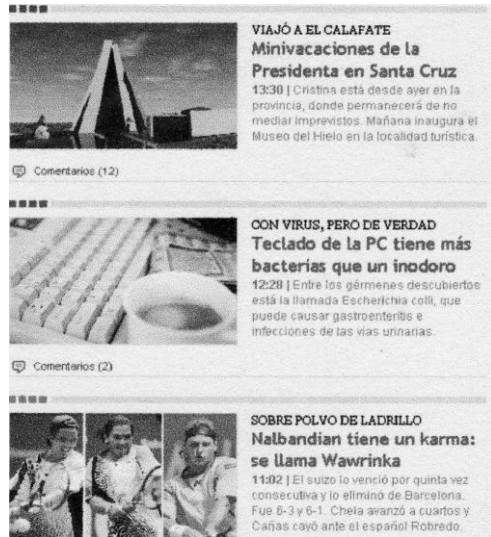 VIAJÓ A EL CALAFATE
Minivacaciones de la
Presidenta en Santa Cruz
13:30 | Cristina está desde ayer en la
provincia, donde permanecerá de no
mediar imprevistos. Mañana inaugura el
Museo del Hielo en la localidad turística.
Comentarios (12)
CON VIRUS, PERO DE VERDAD
Teclado de la PC tiene más
bacterias que un inodoro
12:28 | Entre los gérmenes descubiertos
está la llamada Escherichia colli, que
puede causar gastroenteritis e
infecciones de las vías urinarias.
Comentarios (2)
SOBRE POLVO DE LADRILLO
Nalbandian tiene un karma:
se llama Wawrinka
11:02 | El suizo lo venció por quinta vez
consecutiva y lo eliminó de Barcelona.
Fue 6-3 y 6-1. Chela avanzó a cuartos y
Cañas cayó ante el español Robredo.